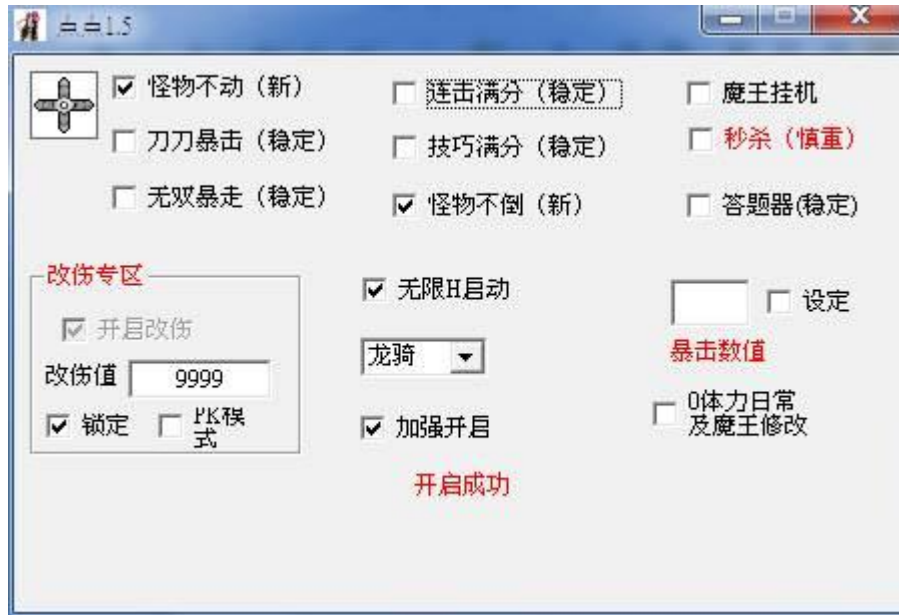 1.5
怪物不动（新）
连击满分（稳定）
魔王挂机
刀刀暴击（稳定）
技巧满分（稳定）
秒杀（慎重）
无双暴走（稳定）
怪物不倒（新）
答题器(稳定)
改伤专区
开启改伤
改伤值 9999
锁定
PK模
式
无限H启动
龙骑
加强开启
设定
暴击数值
0体力日常
及魔王修改
开启成功